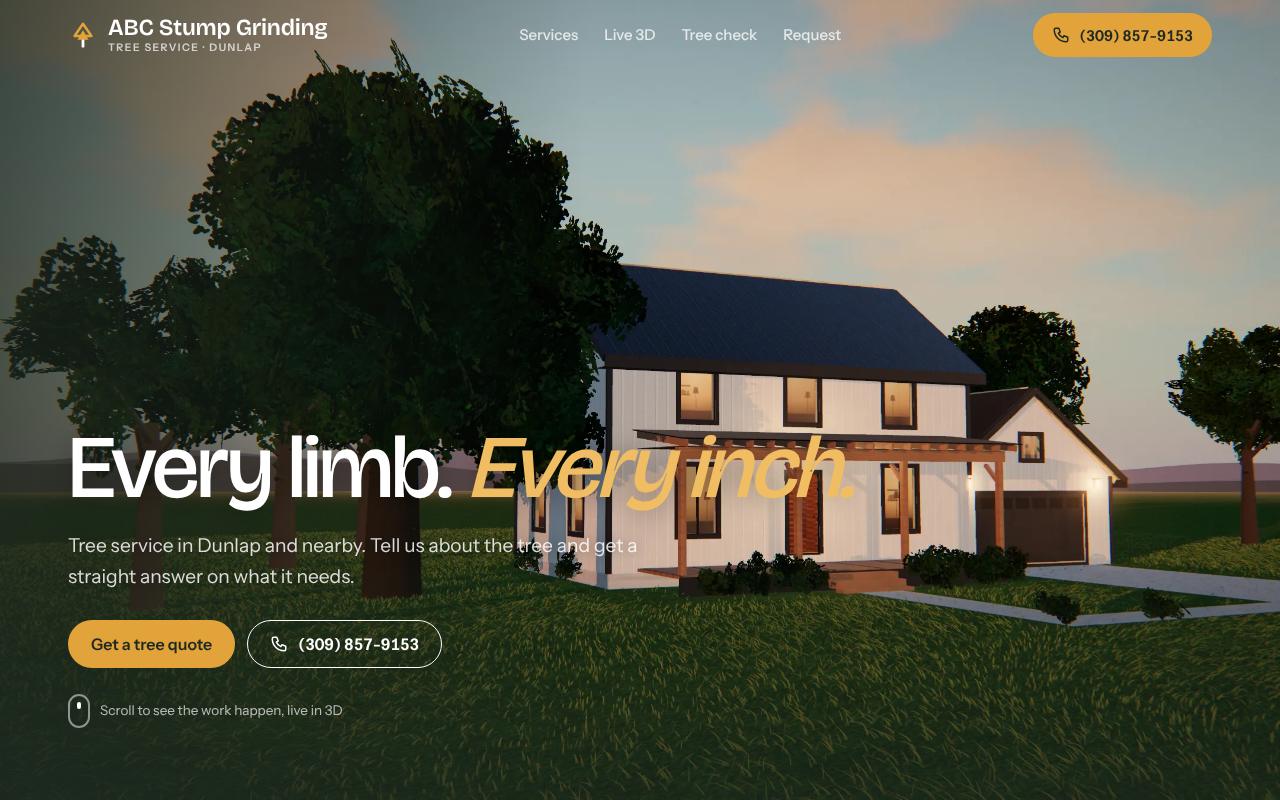 ABC Stump Grinding
TREE SERVICE · DUNLAP
Services
Live 3D
Tree check
Request
(309) 857-9153
Every limb. Every inch.
Tree service in Dunlap and nearby. Tell us about the tree and get a
straight answer on what it needs.
Get a tree quote
(309) 857-9153
Scroll to see the work happen, live in 3D